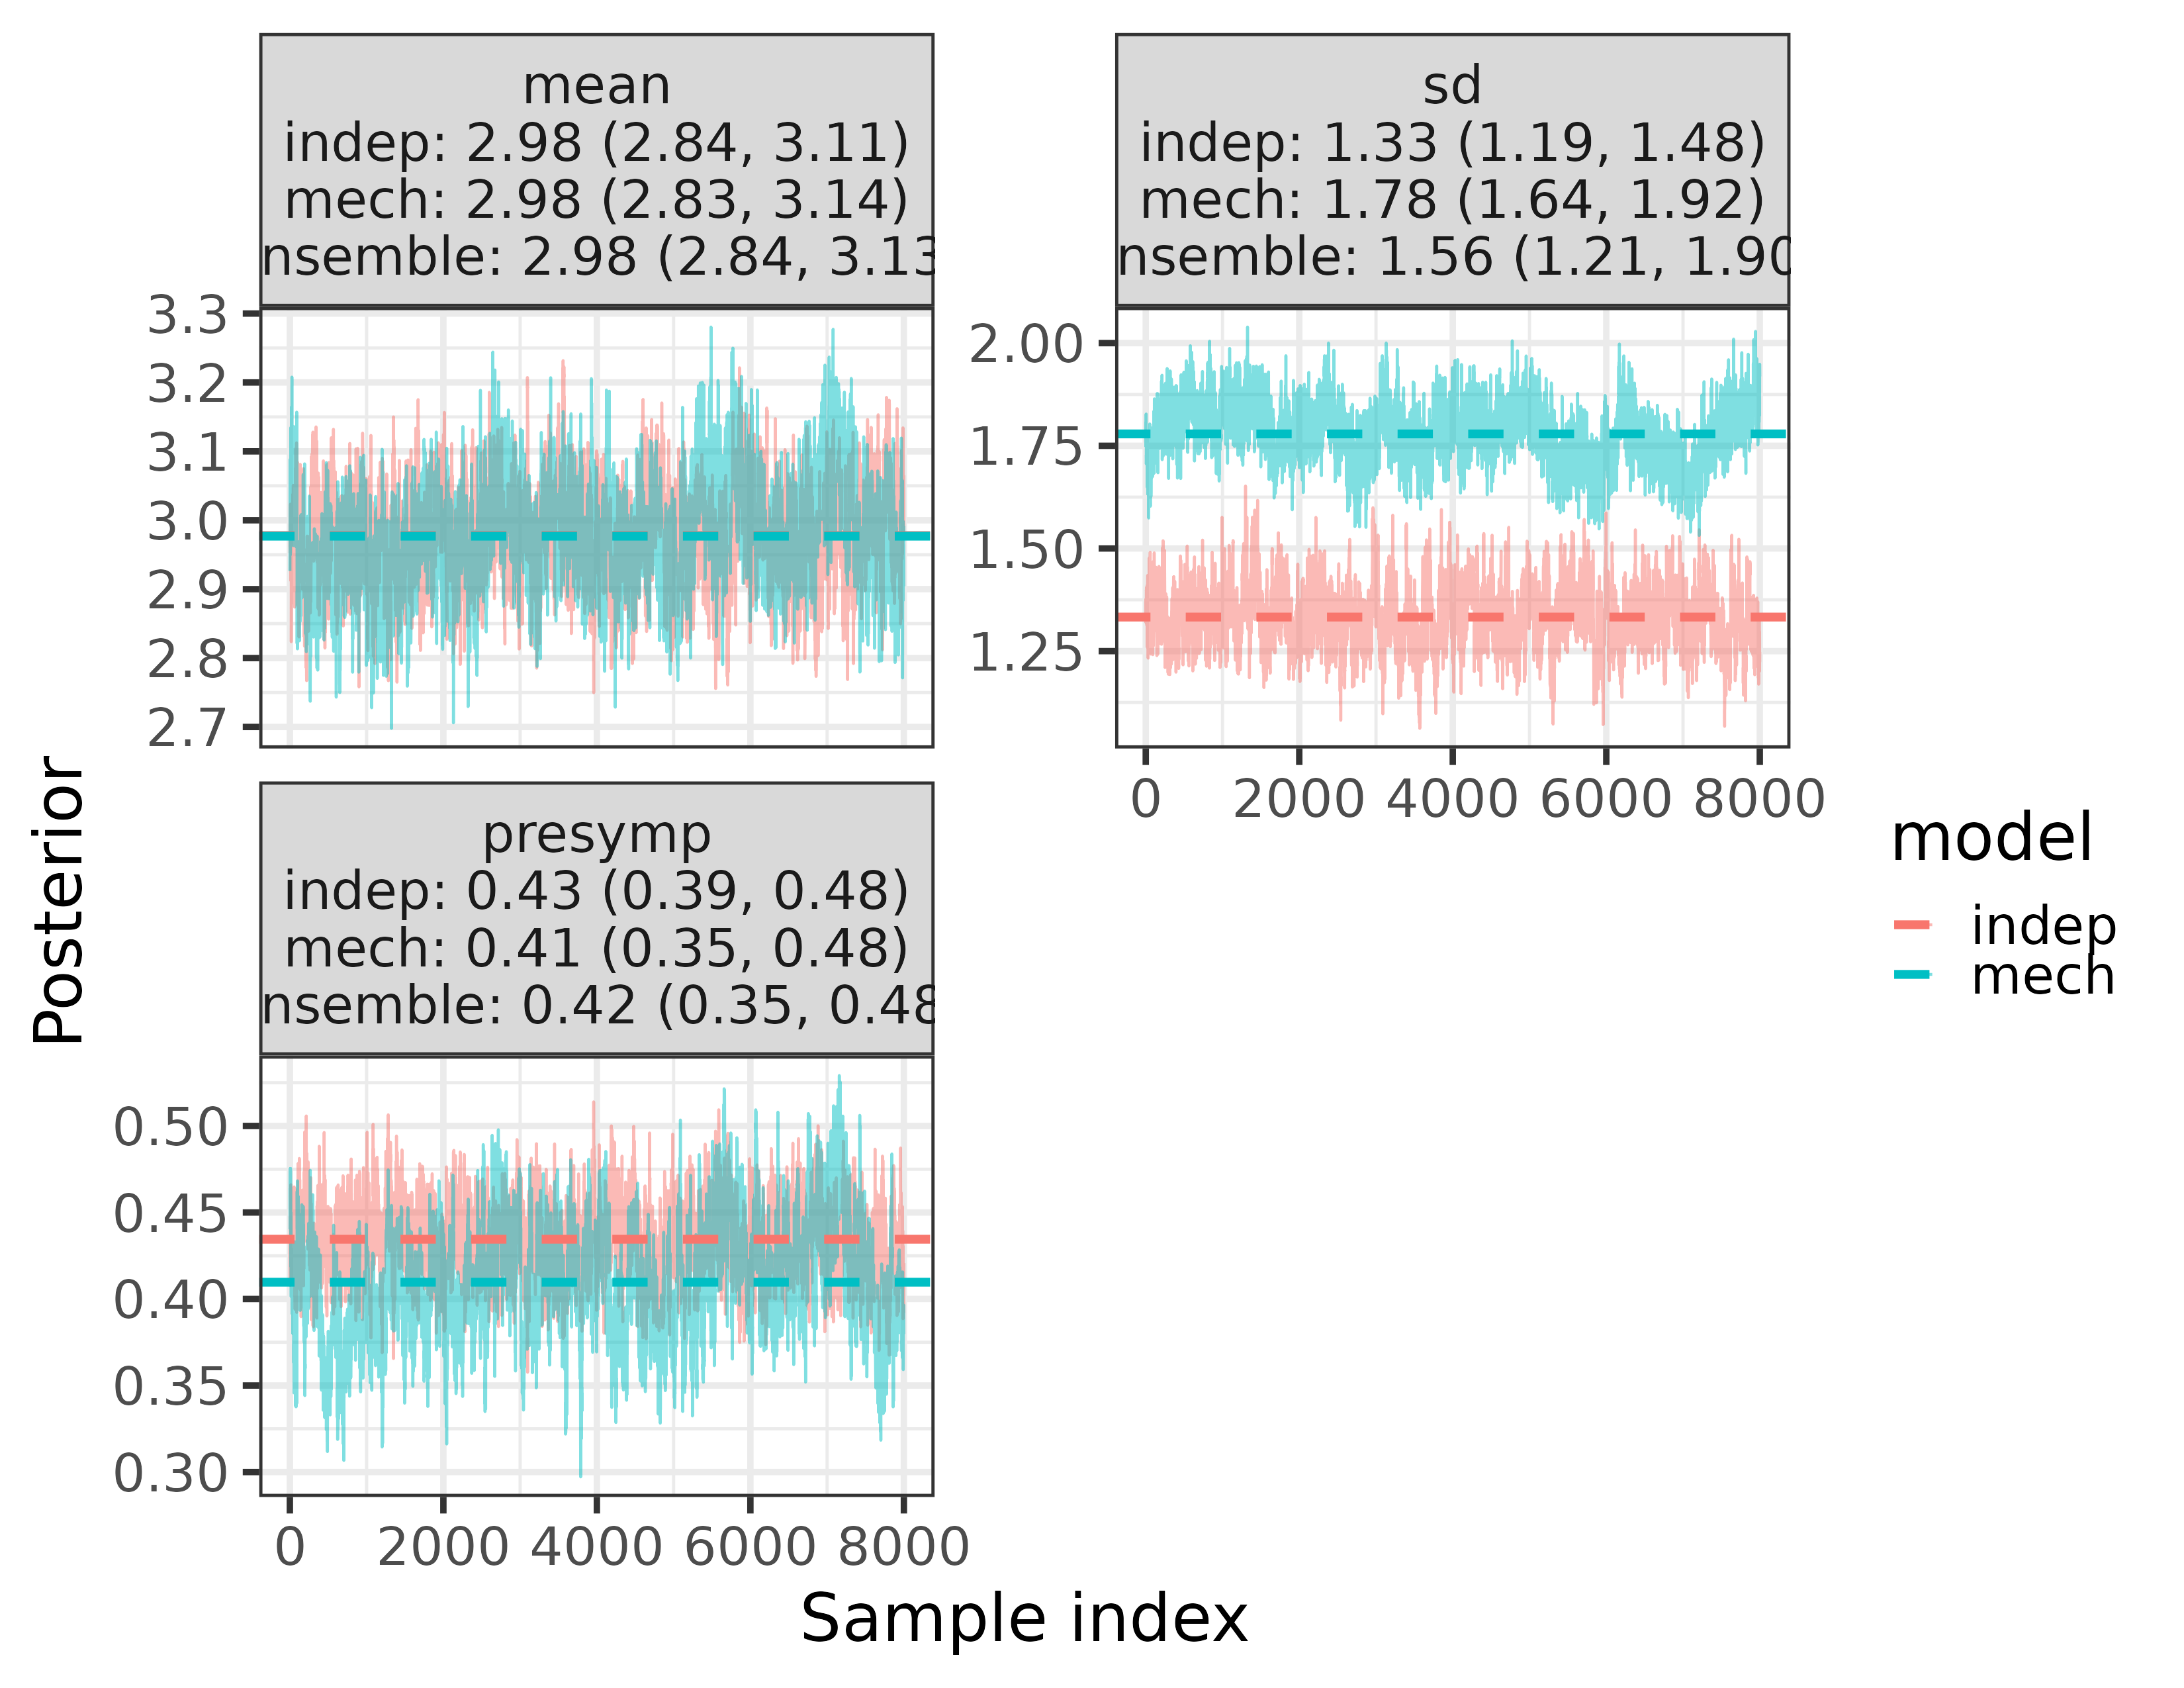 mean
indep: 2.98 (2.84, 3.11)
mech: 2.98 (2.83, 3.14)
nsemble: 2.98 (2.84, 3.13
sd
indep: 1.33 (1.19, 1.48)
mech: 1.78 (1.64, 1.92)
nsemble: 1.56 (1.21, 1.90
3.3
3.2
3.1
3.0
2.9
2.8
2.7
2.00
1.75
1.50
1.25
0 2000 4000 6000 8000
presymp
indep: 0.43 (0.39, 0.48)
mech: 0.41 (0.35, 0.48)
nsemble: 0.42 (0.35, 0.48
0.50
0.45
0.40
0.35
0.30
0 2000 4000 6000 8000
Posterior
Sample index
model
indep
mech